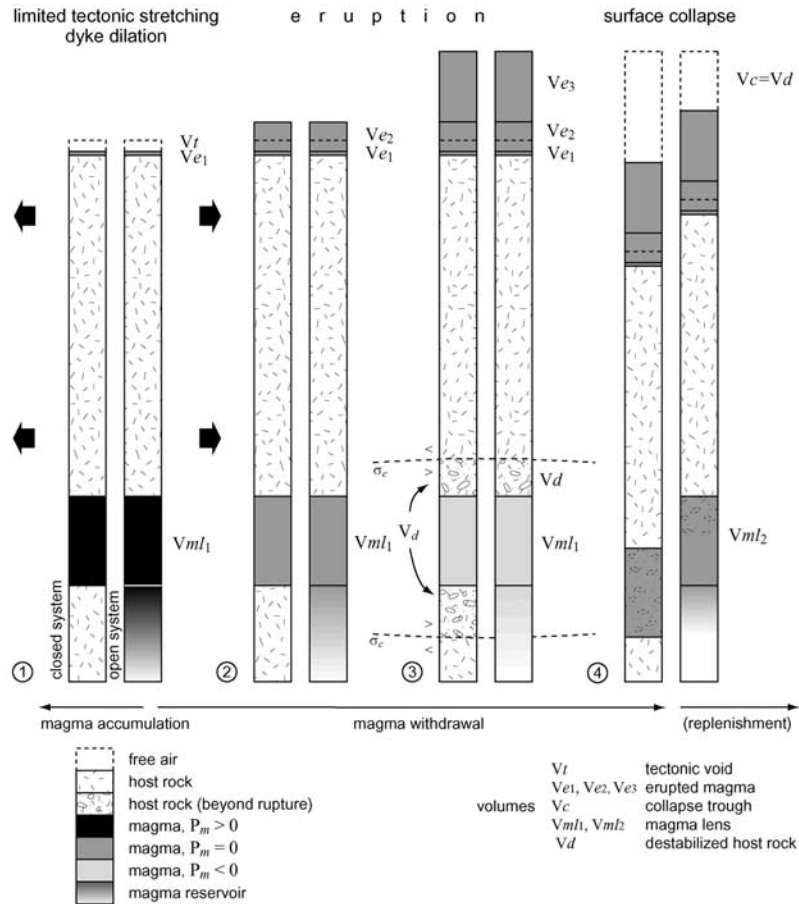 limited tectonic stretching
dyke dilation
e r u p t i o n
surface collapse
Vt
Ve1
Ve2
Ve1
Ve3
Ve2
Ve1
Vc=Vd
σc
Vd
Vml1
Vml1
Vd
Vml1
Vml2
closed system
open system
σc
1
2
3
4
magma accumulation
magma withdrawal
(replenishment)
free air
host rock
host rock (beyond rupture)
magma, Pm > 0
magma, Pm = 0
magma, Pm < 0
magma reservoir
volumes
Vt tectonic void
Ve1, Ve2, Ve3 erupted magma
Vc collapse trough
Vml1, Vml2 magma lens
Vd destabilized host rock